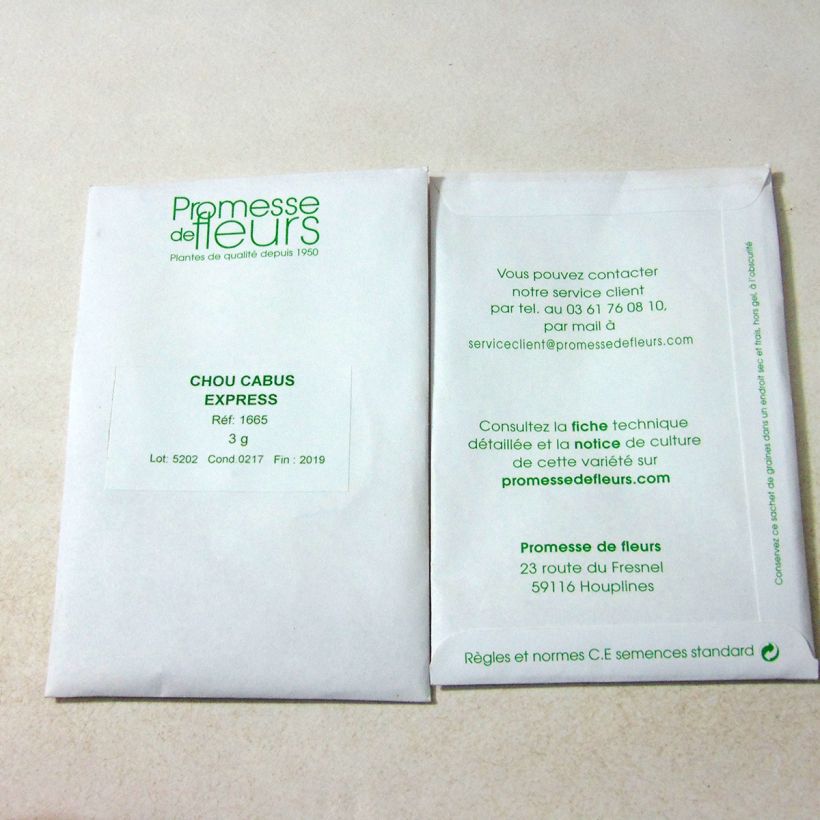 Promesse
de fleurs
Plantes de qualité depuis 1950
CHOU CABUS
EXPRESS
Réf: 1665
3 g
Lot: 5202 Cond.0217 Fin : 2019
Vous pouvez contacter
notre service client
par tel. au 03 61 76 08 10,
par mail à
serviceclient@promessedefleurs.com
Consultez la fiche technique
détaillée et la notice de culture
de cette variété sur
promessedefleurs.com
Promesse de fleurs
23 route du Fresnel
59116 Houplines
Règles et normes C.E semences standard
Conservez ce sachet de graines dans un endroit sec et frais, hors gel, à l'obscurité